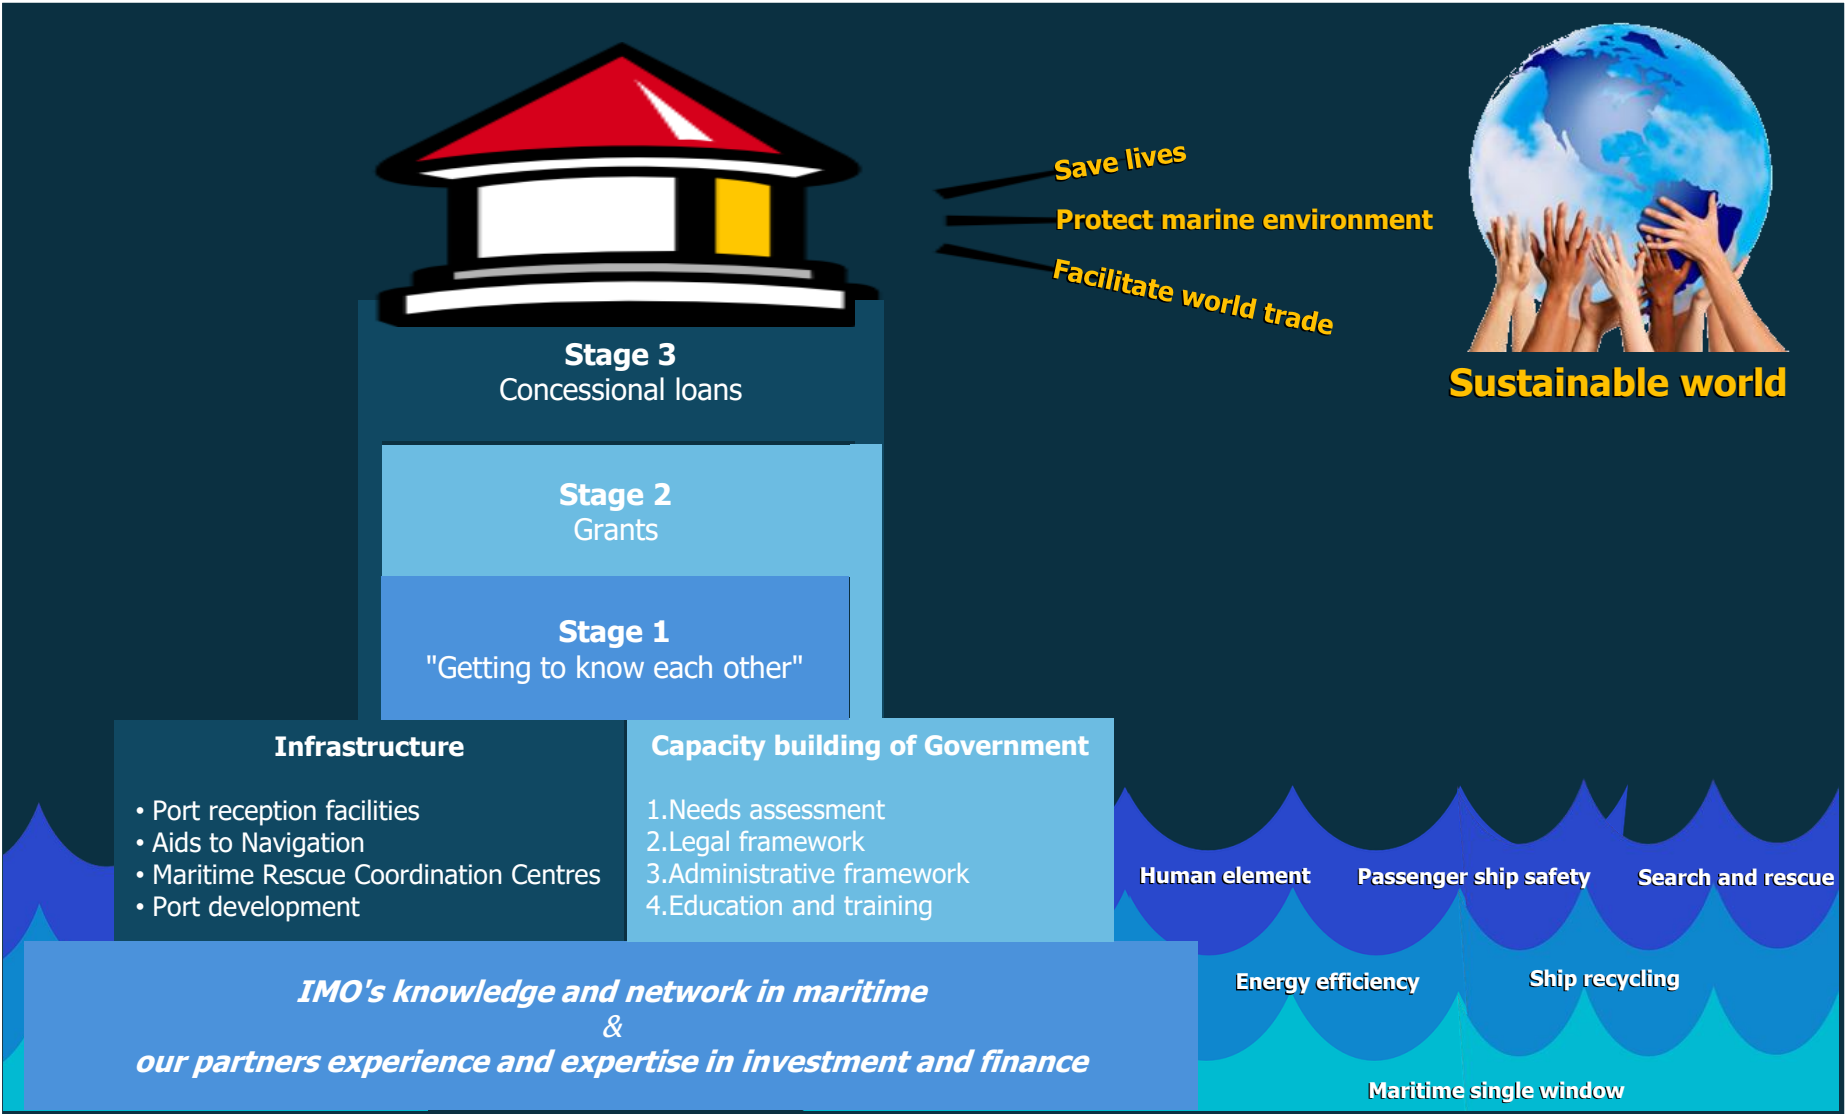 Save lives
Protect marine environment
Facilitate world trade
Sustainable world
Stage 3
Concessional loans
Stage 2
Grants
Stage 1
"Getting to know each other"
Infrastructure
• Port reception facilities
• Aids to Navigation
• Maritime Rescue Coordination Centres
• Port development
Capacity building of Government
1.Needs assessment
2.Legal framework
3.Administrative framework
4.Education and training
Human element
Passenger ship safety
Search and rescue
Energy efficiency
Ship recycling
Maritime single window
IMO's knowledge and network in maritime
&
our partners experience and expertise in investment and finance